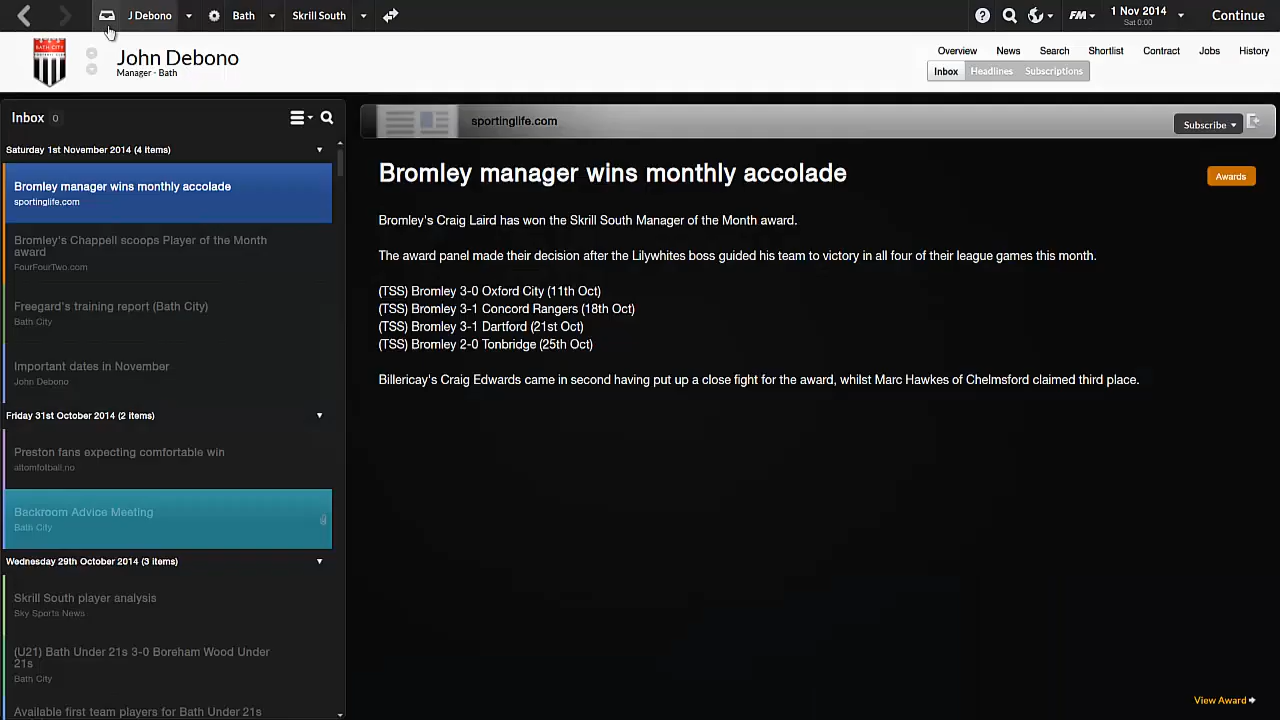 J Debono
Bath
Skrill South
FM
1 Nov 2014
Sat 0:00
Continue
BATH CITY
John Debono
Manager - Bath
Overview News Search Shortlist Contract Jobs History
Inbox Headlines Subscriptions
Inbox 0
Saturday 1st November 2014 (4 items)
Bromley manager wins monthly accolade
sportinglife.com
Bromley's Chappell scoops Player of the Month
award
FourFourTwo.com
Freegard's training report (Bath City)
Bath City
Important dates in November
John Debono
Friday 31st October 2014 (2 items)
Preston fans expecting comfortable win
altomfotball.no
Backroom Advice Meeting
Bath City
Wednesday 29th October 2014 (3 items)
Skrill South player analysis
Sky Sports News
(U21) Bath Under 21s 3-0 Boreham Wood Under
21s
Bath City
Available first team players for Bath Under 21s
sportinglife.com
Subscribe
Bromley manager wins monthly accolade
Awards
Bromley's Craig Laird has won the Skrill South Manager of the Month award.
The award panel made their decision after the Lilywhites boss guided his team to victory in all four of their league games this month.
(TSS) Bromley 3-0 Oxford City (11th Oct)
(TSS) Bromley 3-1 Concord Rangers (18th Oct)
(TSS) Bromley 3-1 Dartford (21st Oct)
(TSS) Bromley 2-0 Tonbridge (25th Oct)
Billericay's Craig Edwards came in second having put up a close fight for the award, whilst Marc Hawkes of Chelmsford claimed third place.
View Award